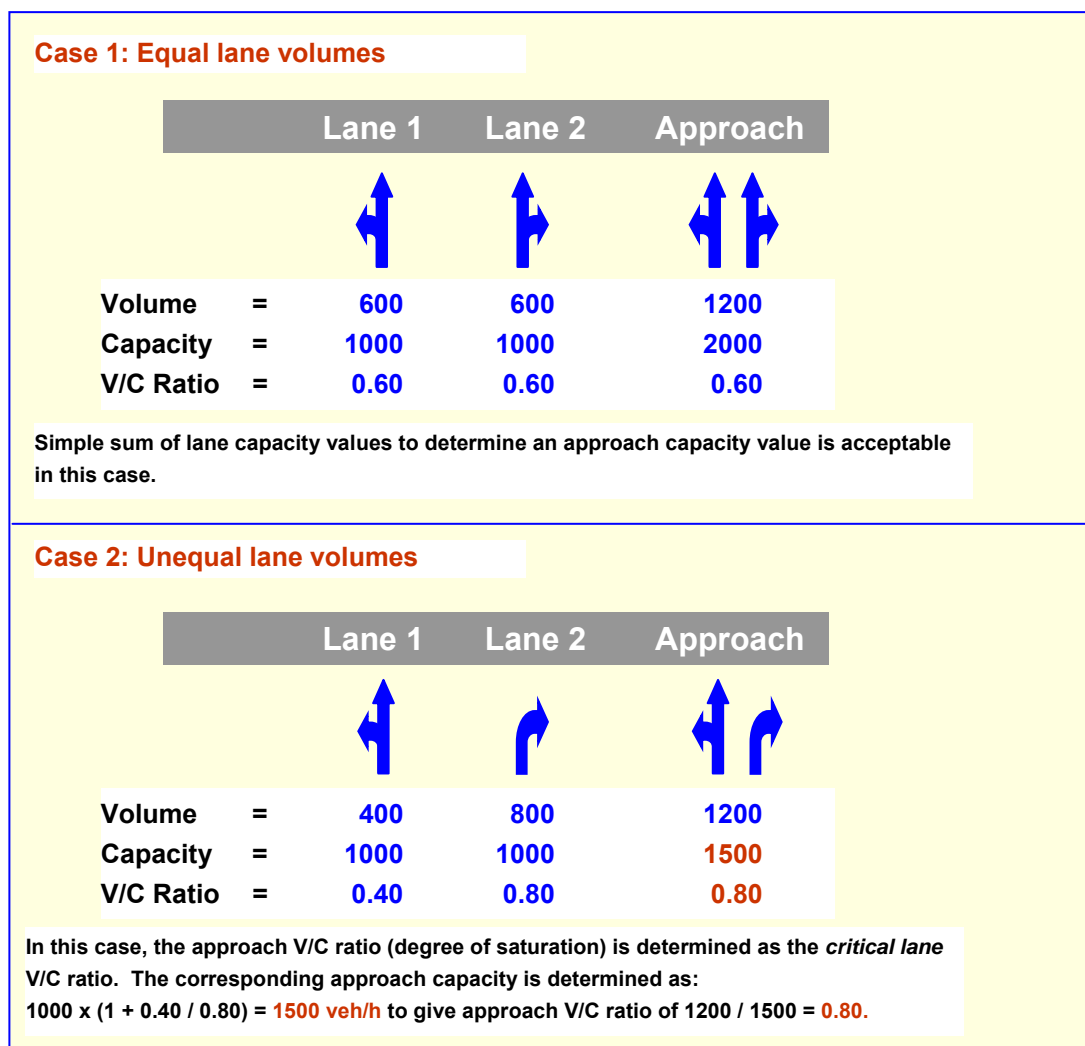 Case 1: Equal lane volumes
Lane 1 Lane 2 Approach
Volume = 600 600 1200
Capacity = 1000 1000 2000
V/C Ratio = 0.60 0.60 0.60
Simple sum of lane capacity values to determine an approach capacity value is acceptable
in this case.
Case 2: Unequal lane volumes
Lane 1 Lane 2 Approach
Volume = 400 800 1200
Capacity = 1000 1000 1500
V/C Ratio = 0.40 0.80 0.80
In this case, the approach V/C ratio (degree of saturation) is determined as the critical lane
V/C ratio. The corresponding approach capacity is determined as:
1000 x (1 + 0.40 / 0.80) = 1500 veh/h to give approach V/C ratio of 1200 / 1500 = 0.80.